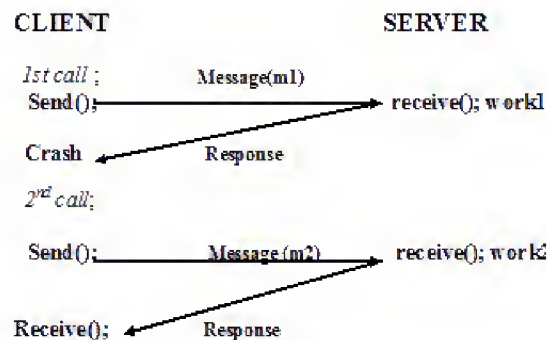 CLIENT SERVER
1st call ; Message(m1)
Send(); receive(); work1
Crash Response
2nd call;
Send(); Message (m2) receive(); work2
Receive(); Response